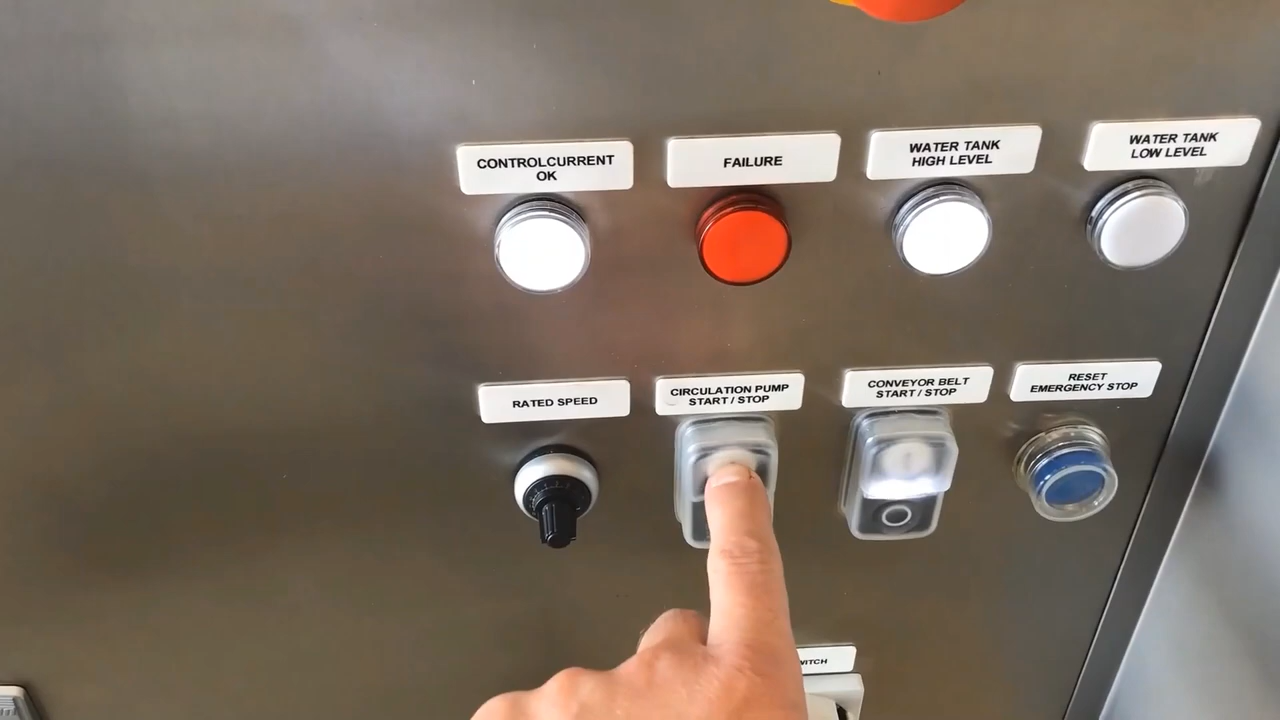 CONTROLCURRENT
OK
FAILURE
WATER TANK
HIGH LEVEL
WATER TANK
LOW LEVEL
RATED SPEED
CIRCULATION PUMP
START / STOP
CONVEYOR BELT
START / STOP
RESET
EMERGENCY STOP